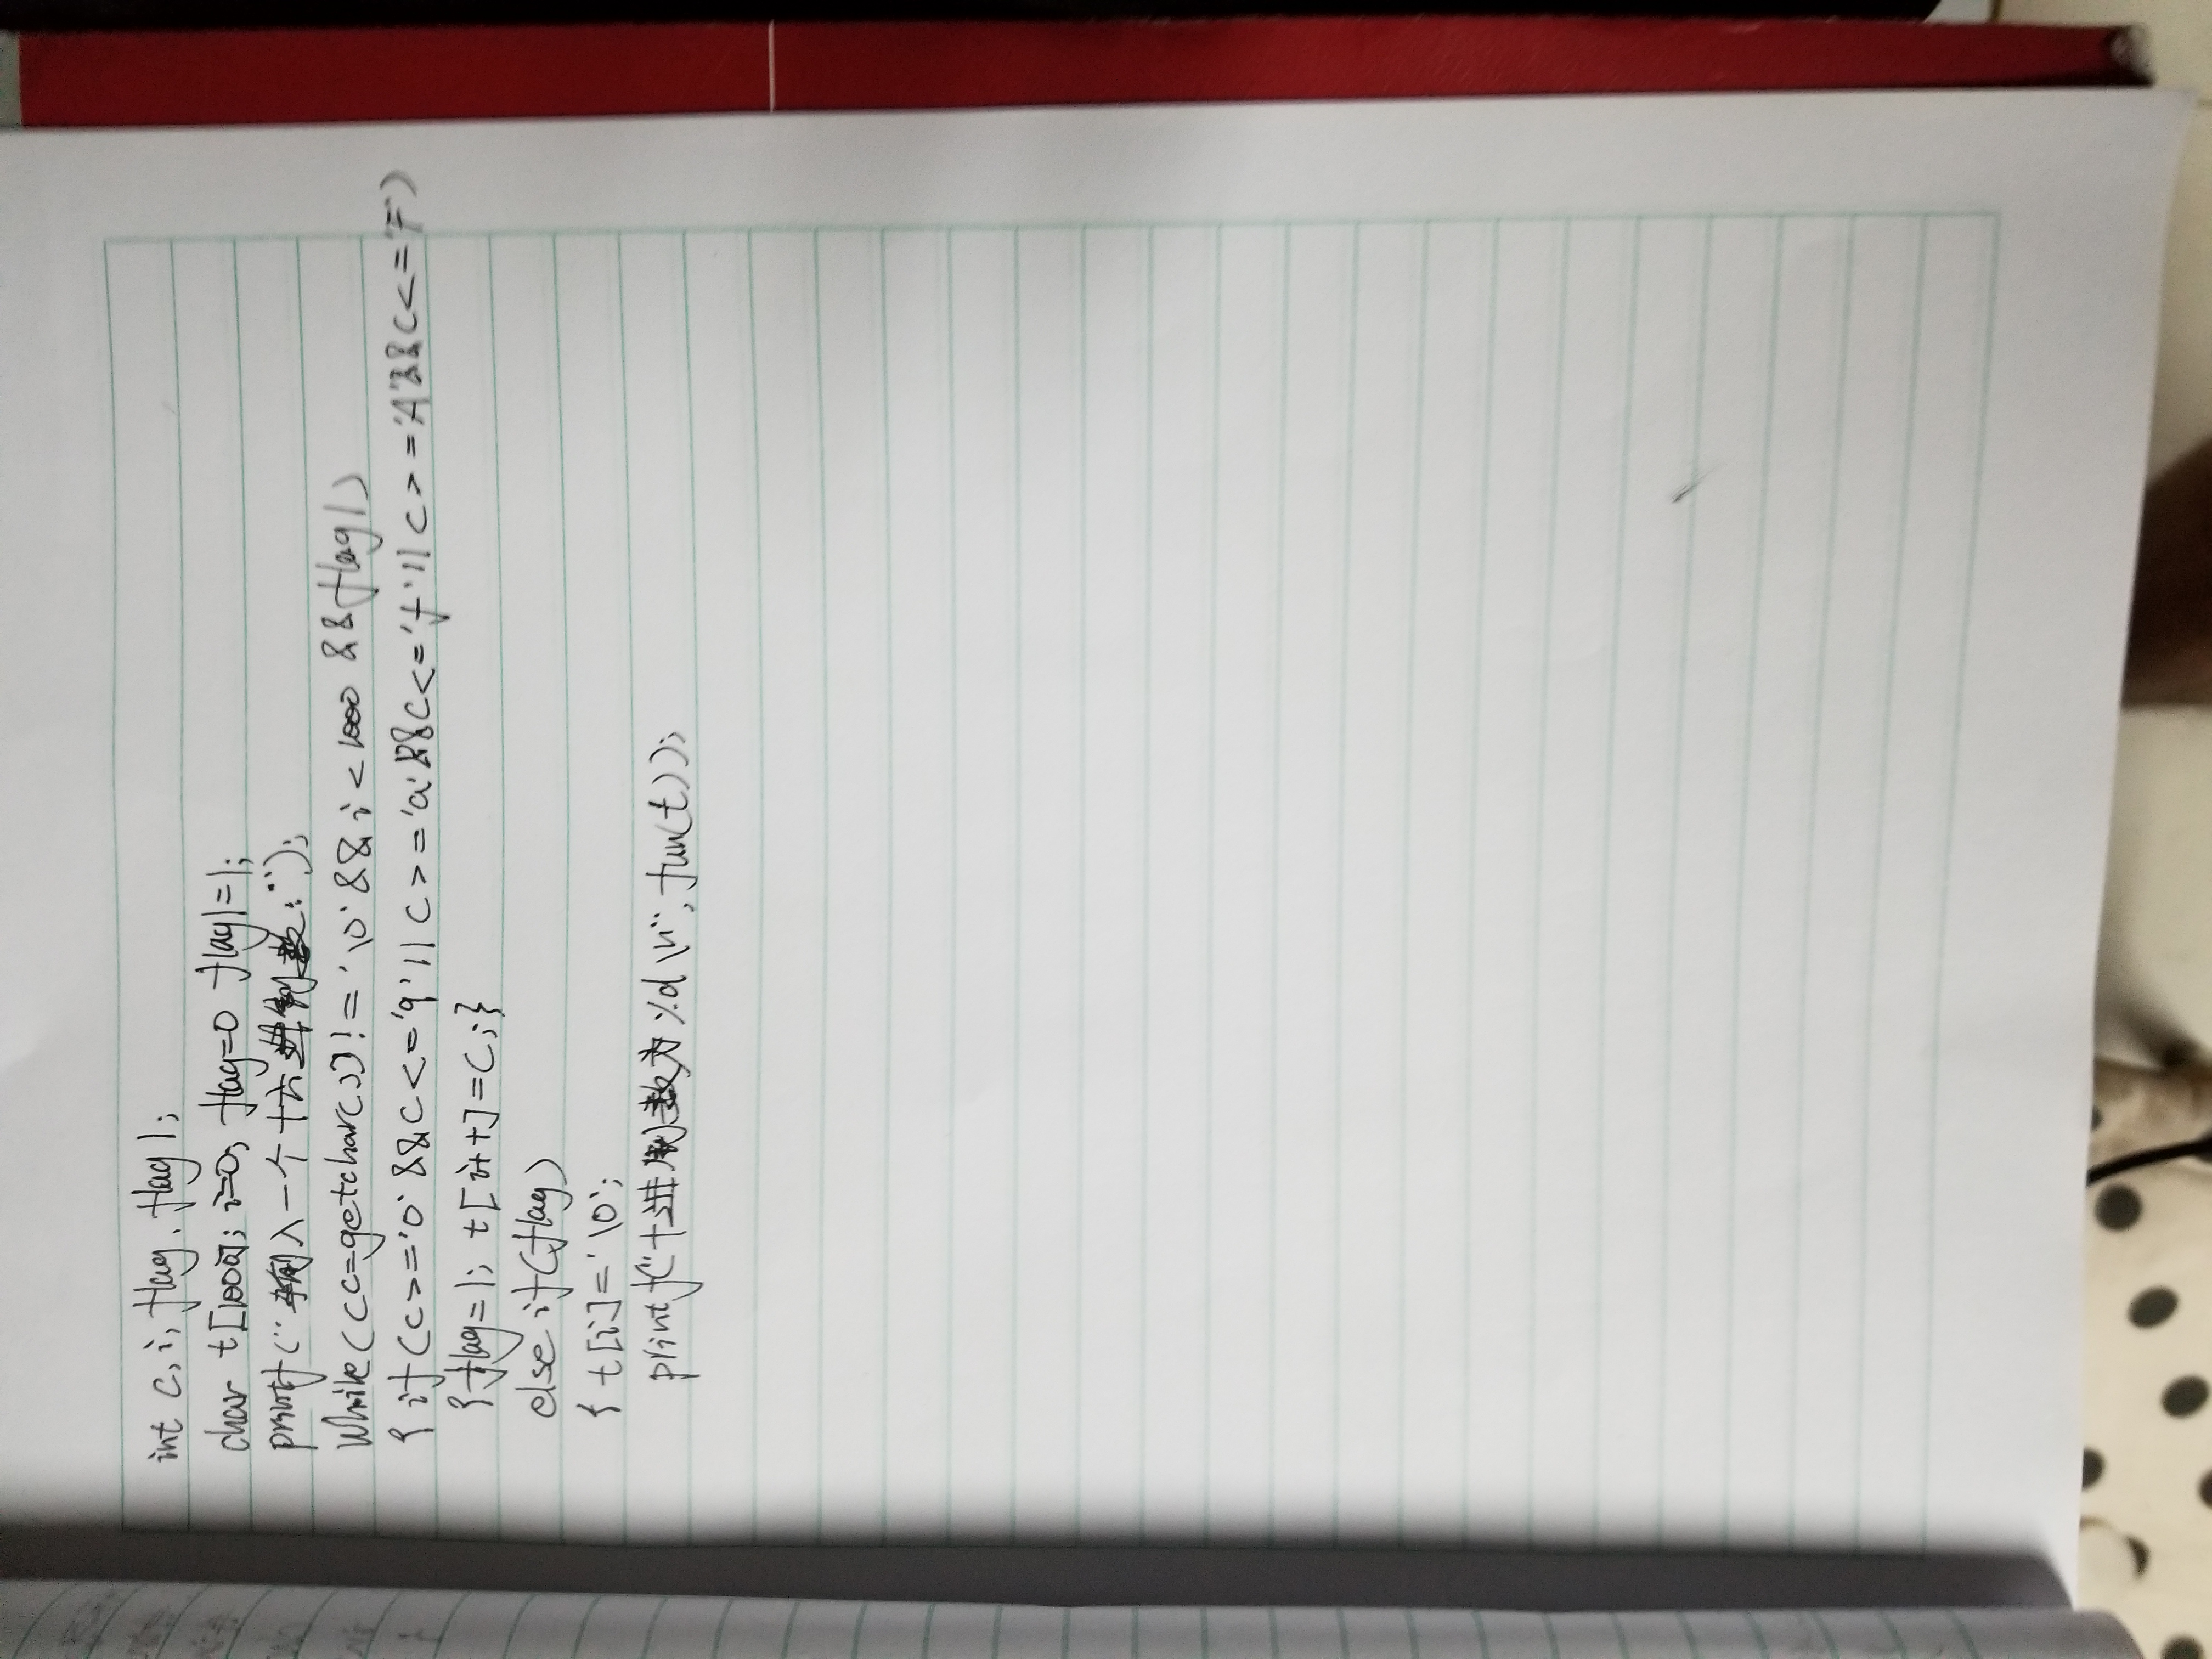 int c, i, flag, flag1;
char t[1000]; i=0; flag=0 flag1=1;
printf("输入一个十六进制数:");
while((c=getchar())!='\0'&&i<1000 &&flag1)
{if(c>='0'&&c<='9'||c>='a'&&c<='f'||c>='A'&&c<='F')
{flag=1; t[i++]=c;}
else if(flag)
{ t[i]='\0';
printf("十进制数为%d\n", fun(t));